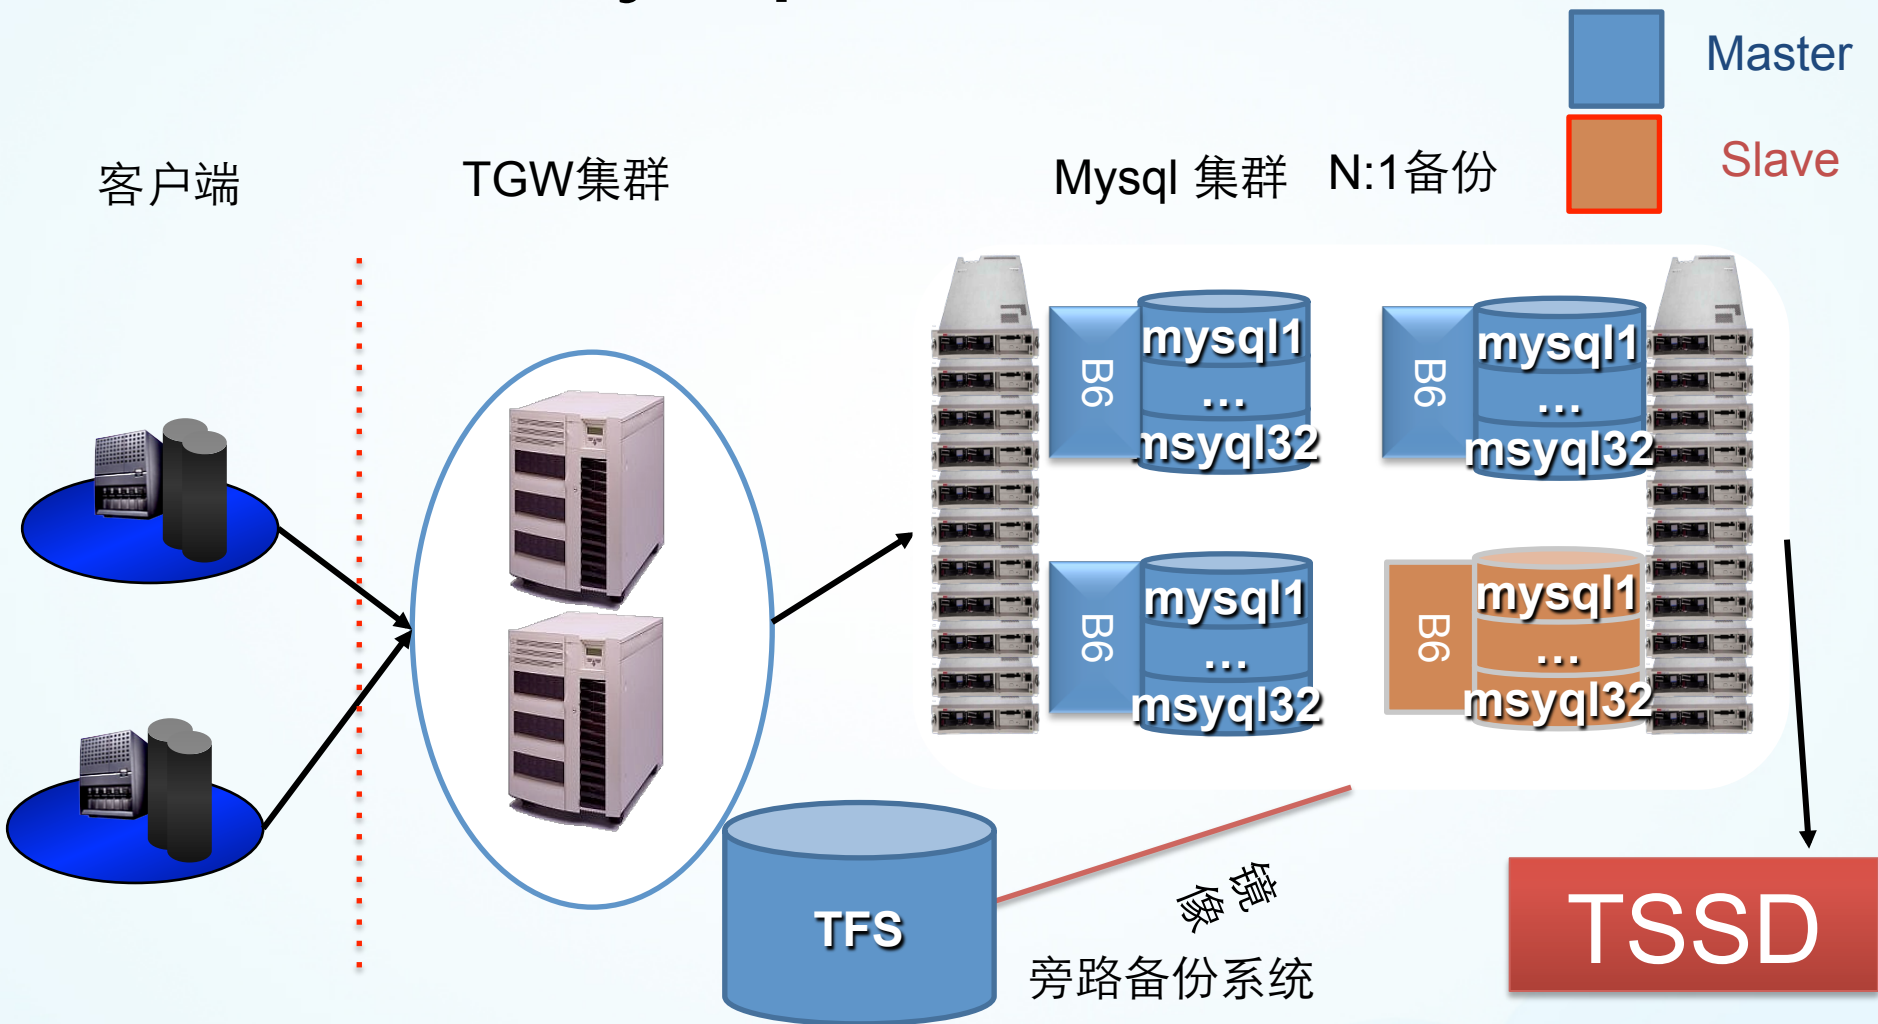 Master
Slave
客户端
TGW集群
Mysql 集群
N:1备份
B6
mysql1
...
msyql32
B6
mysql1
...
msyql32
B6
mysql1
...
msyql32
B6
mysql1
...
msyql32
镜像
TFS
旁路备份系统
TSSD